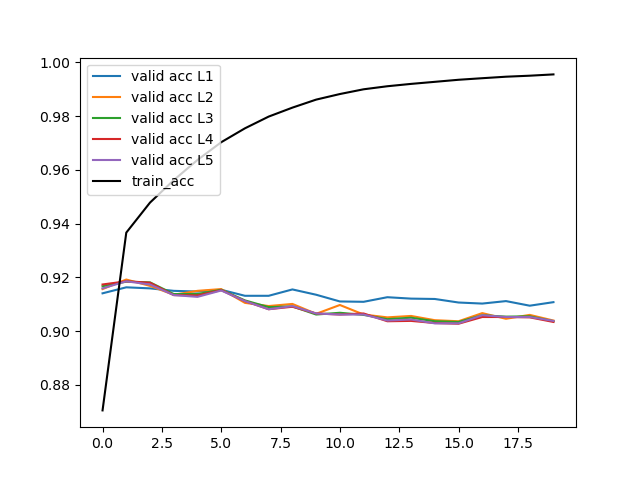 1.00
0.98
0.96
0.94
0.92
0.90
0.88
valid acc L1
valid acc L2
valid acc L3
valid acc L4
valid acc L5
train_acc
0.0 2.5 5.0 7.5 10.0 12.5 15.0 17.5